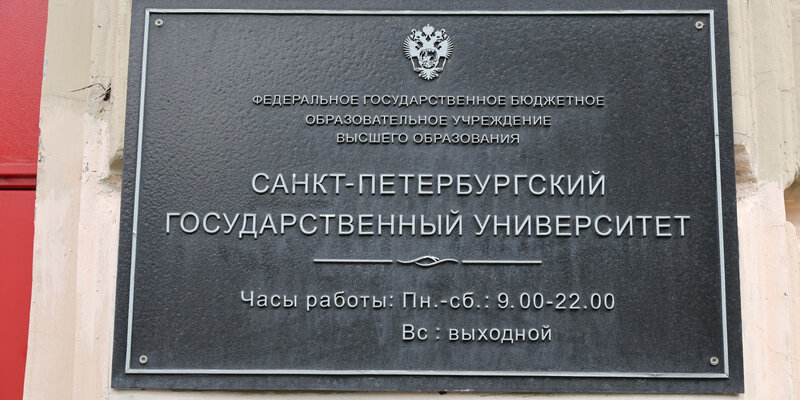 ФЕДЕРАЛЬНОЕ ГОСУДАРСТВЕННОЕ БЮДЖЕТНОЕ
ОБРАЗОВАТЕЛЬНОЕ УЧРЕЖДЕНИЕ
ВЫСШЕГО ОБРАЗОВАНИЯ
САНКТ-ПЕТЕРБУРГСКИЙ
ГОСУДАРСТВЕННЫЙ УНИВЕРСИТЕТ
Часы работы: Пн.-сб.: 9.00-22.00
Вс : выходной